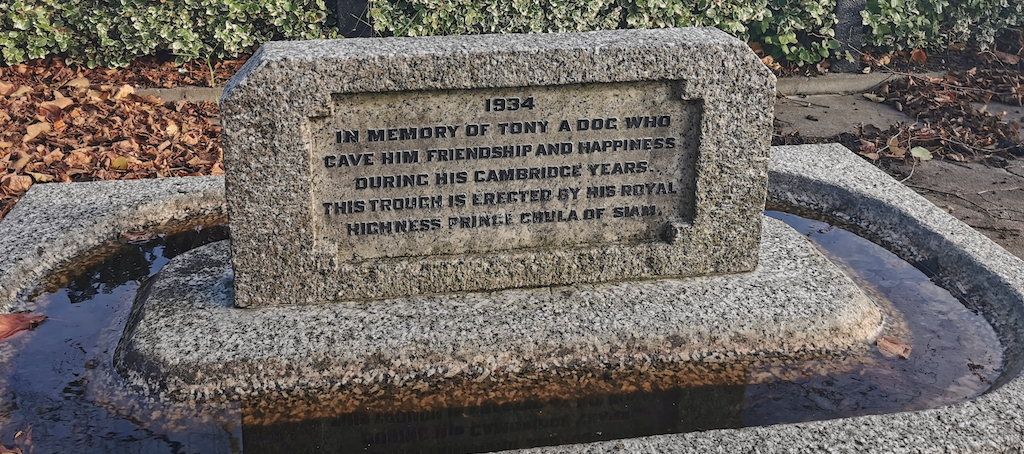 1934
IN MEMORY OF TONY A DOG WHO
GAVE HIM FRIENDSHIP AND HAPPINESS
DURING HIS CAMBRIDGE YEARS.
THIS TROUGH IS ERECTED BY HIS ROYAL
HIGHNESS PRINCE CHULA OF SIAM.